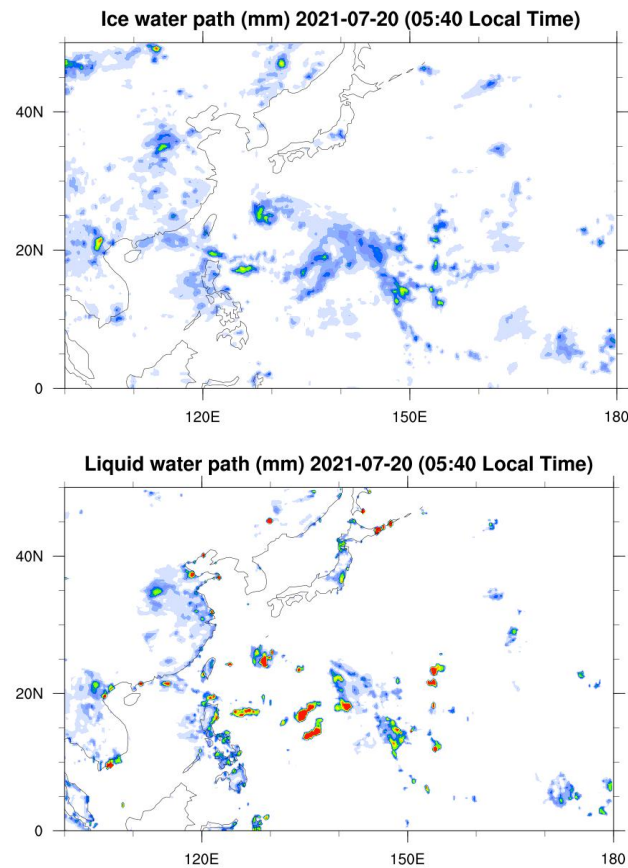 Ice water path (mm) 2021-07-20 (05:40 Local Time)
40N
20N
0
120E 150E 180
Liquid water path (mm) 2021-07-20 (05:40 Local Time)
40N
20N
0
120E 150E 180